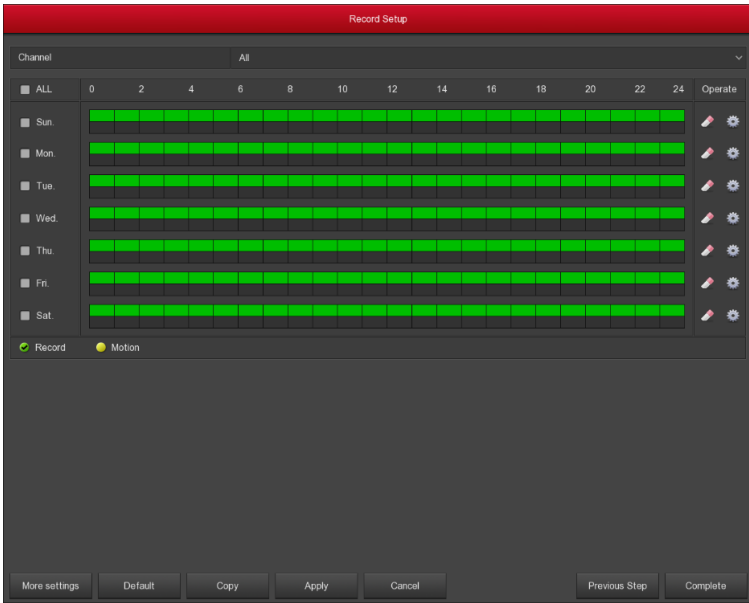 Record Setup
Channel All
ALL 0 2 4 6 8 10 12 14 16 18 20 22 24 Operate
Sun.
Mon.
Tue.
Wed.
Thu.
Fri.
Sat.
Record Motion
More settings Default Copy Apply Cancel Previous Step Complete